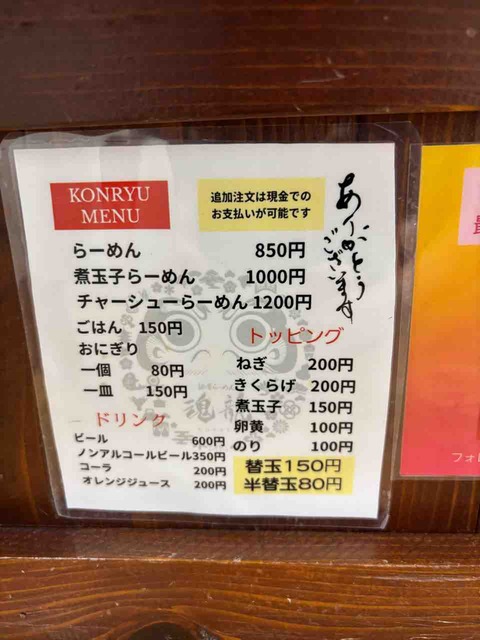 KONRYU
MENU
追加注文は現金での
お支払いが可能です
ありがとう
ございます
らーめん 850円
煮玉子らーめん 1000円
チャーシューらーめん 1200円
ごはん 150円
おにぎり
一個 80円
一皿 150円
ドリンク
ビール 600円
ノンアルコールビール350円
コーラ 200円
オレンジジュース 200円
トッピング
ねぎ 200円
きくらげ 200円
煮玉子 150円
卵黄 100円
のり 100円
替玉150円
半替玉80円
魂龍
フォ